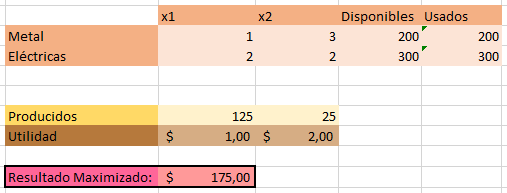 x1 x2 Disponibles Usados
Metal 1 3 200 200
Eléctricas 2 2 300 300
Producidos 125 25
Utilidad $ 1,00 $ 2,00
Resultado Maximizado: $ 175,00